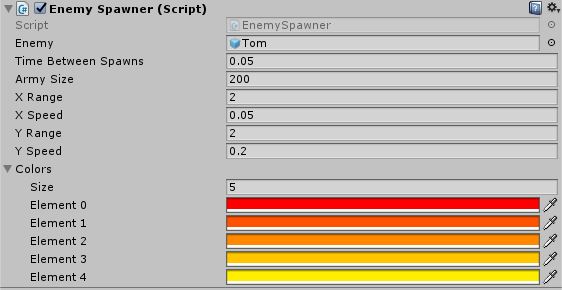 Enemy Spawner (Script)
Script EnemySpawner
Enemy Tom
Time Between Spawns 0.05
Army Size 200
X Range 2
X Speed 0.05
Y Range 2
Y Speed 0.2
Colors
Size 5
Element 0
Element 1
Element 2
Element 3
Element 4